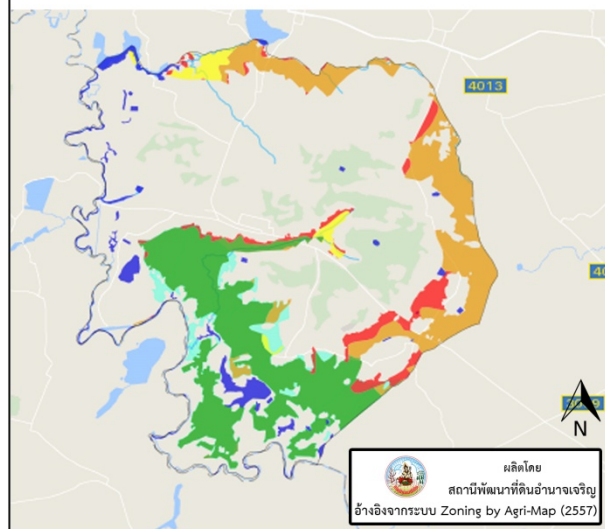 4013
N
ผลิตโดย
สถานีพัฒนาที่ดินอำนาจเจริญ
อ้างอิงจากระบบ Zoning by Agri-Map (2557)